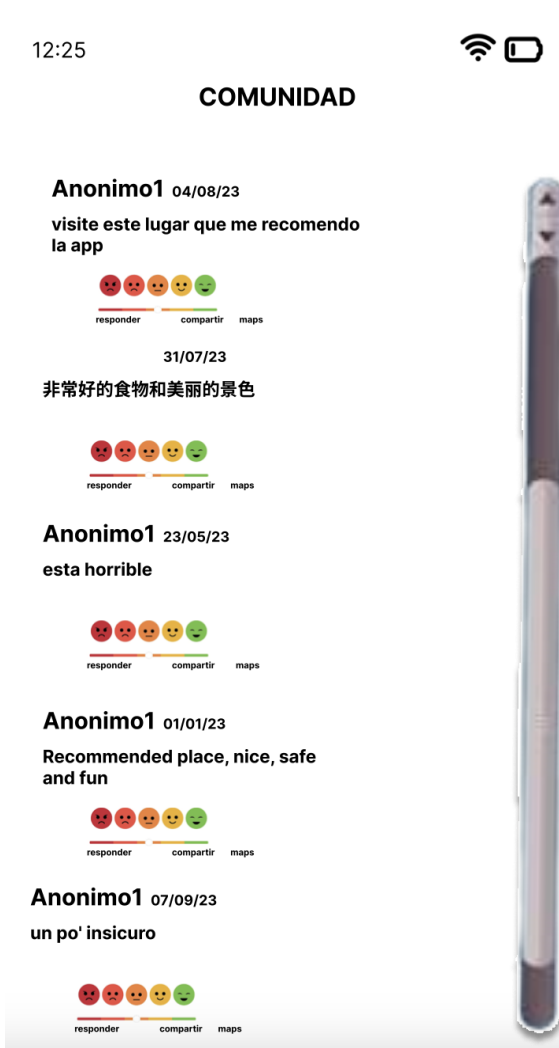 12:25
COMUNIDAD
Anonimo1 04/08/23
visite este lugar que me recomendo
la app
responder compartir maps
31/07/23
非常好的食物和美丽的景色
responder compartir maps
Anonimo1 23/05/23
esta horrible
responder compartir maps
Anonimo1 01/01/23
Recommended place, nice, safe
and fun
responder compartir maps
Anonimo1 07/09/23
un po' insicuro
responder compartir maps